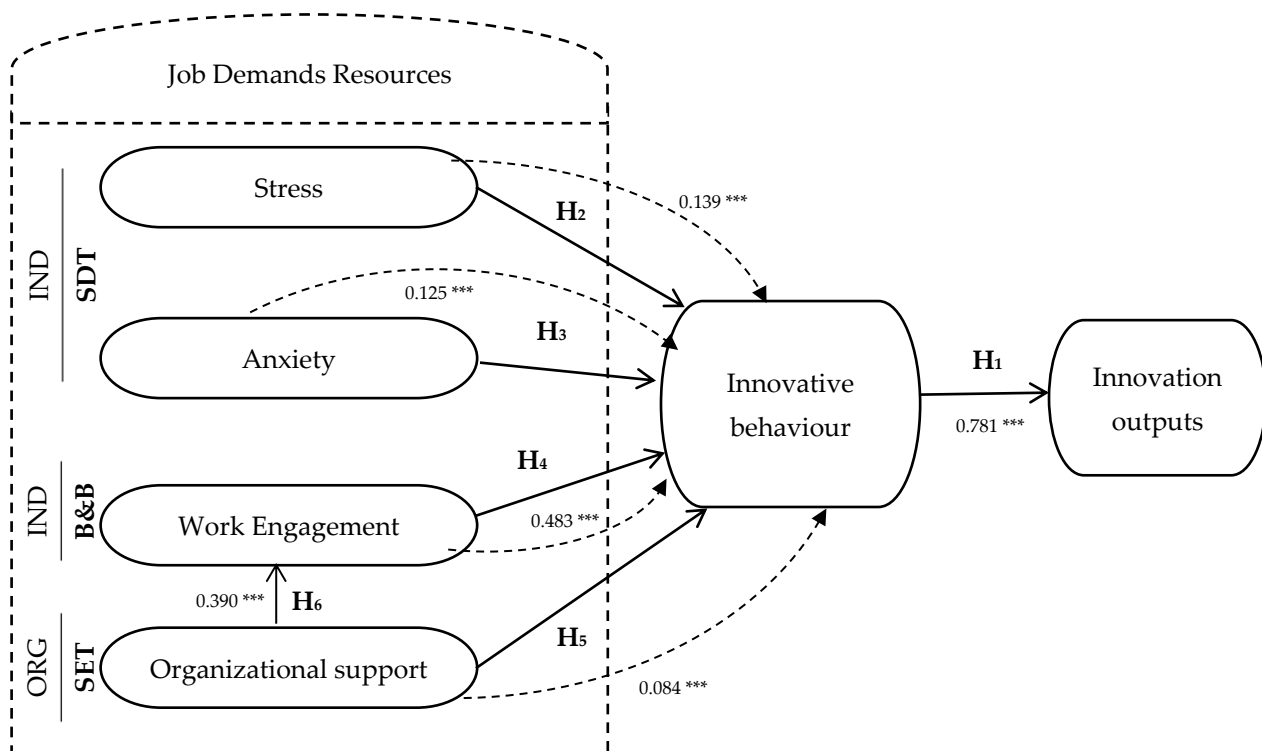 Job Demands Resources
Stress
H2
0.139 ***
IND
SDT
0.125 ***
Anxiety
H3
Innovative
behaviour
H1
0.781 ***
Innovation
outputs
IND
B&B
Work Engagement
H4
0.483 ***
0.390 ***
H6
ORG
SET
Organizational support
H5
0.084 ***